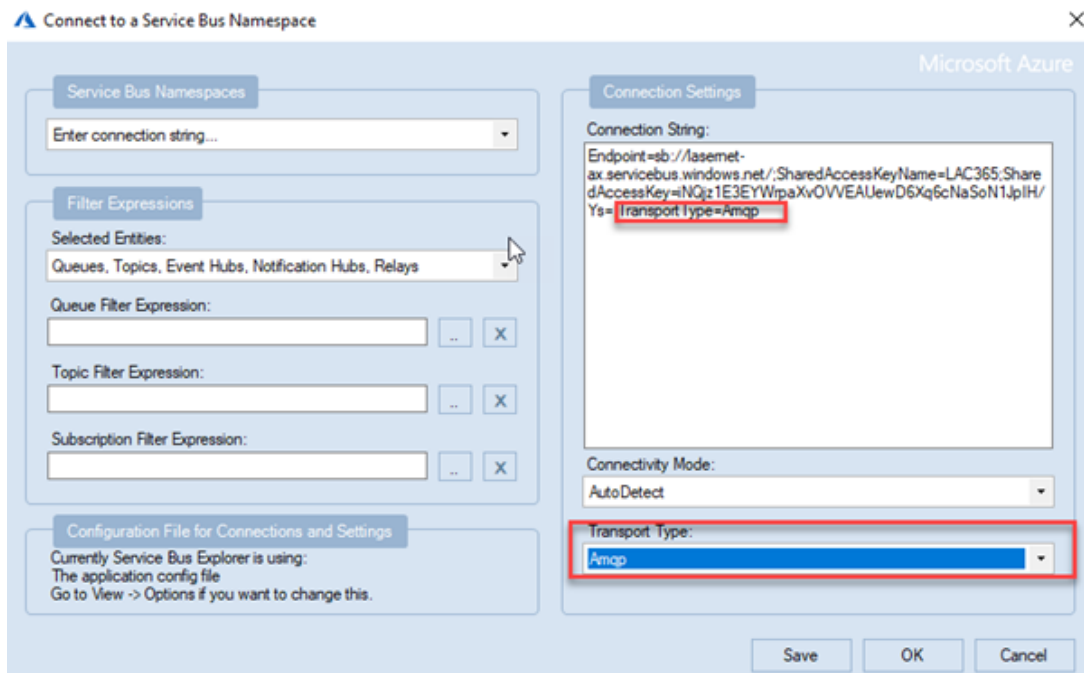 Connect to a Service Bus Namespace
Microsoft Azure
Service Bus Namespaces
Enter connection string...
Filter Expressions
Selected Entities:
Queues, Topics, Event Hubs, Notification Hubs, Relays
Queue Filter Expression:
.. X
Topic Filter Expression:
.. X
Subscription Filter Expression:
.. X
Configuration File for Connections and Settings
Currently Service Bus Explorer is using:
The application config file
Go to View -> Options if you want to change this.
Connection Settings
Connection String:
Endpoint=sb://lasernet-
ax.servicebus.windows.net/;SharedAccessKeyName=LAC365;Share
dAccessKey=iNQjz1E3EYWrpaXvOVVEAUewD6Xq6cNaSoN1JpIH/
Ys= TransportType=Amqp
Connectivity Mode:
AutoDetect
Transport Type:
Amqp
Save OK Cancel